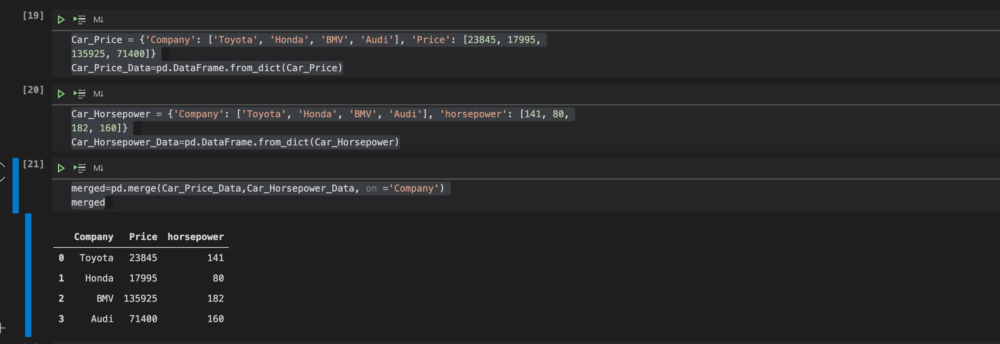 [19]
M↓
Car_Price = {'Company': ['Toyota', 'Honda', 'BMV', 'Audi'], 'Price': [23845, 17995,
135925, 71400]}
Car_Price_Data=pd.DataFrame.from_dict(Car_Price)
[20]
M↓
Car_Horsepower = {'Company': ['Toyota', 'Honda', 'BMV', 'Audi'], 'horsepower': [141, 80,
182, 160]}
Car_Horsepower_Data=pd.DataFrame.from_dict(Car_Horsepower)
[21]
M↓
merged=pd.merge(Car_Price_Data,Car_Horsepower_Data, on ='Company')
merged
Company Price horsepower
0 Toyota 23845 141
1 Honda 17995 80
2 BMV 135925 182
3 Audi 71400 160